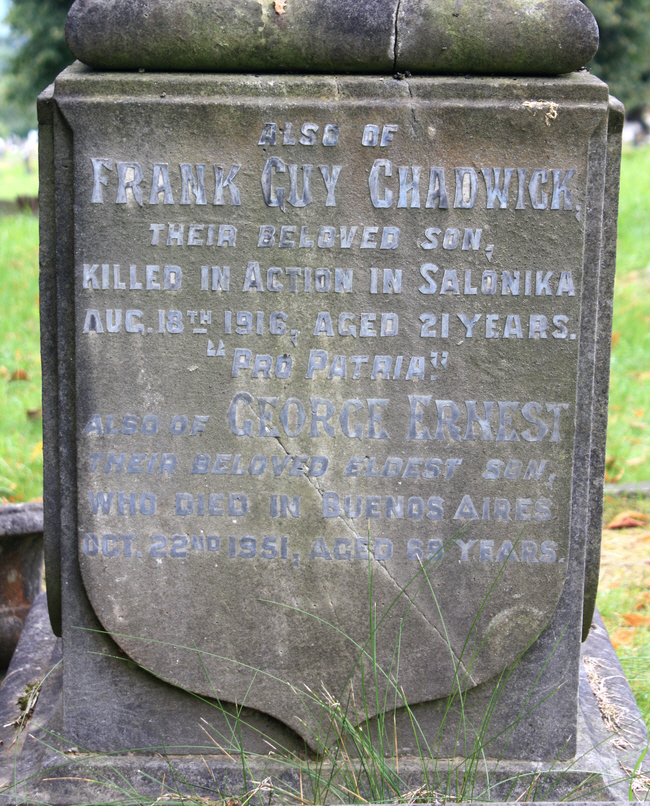 ALSO OF
FRANK GUY CHADWICK,
THEIR BELOVED SON,
KILLED IN ACTION IN SALONIKA
AUG. 18TH 1916, AGED 21 YEARS.
"PRO PATRIA".
ALSO OF GEORGE ERNEST
THEIR BELOVED ELDEST SON,
WHO DIED IN BUENOS AIRES
OCT. 22ND 1951, AGED YEARS.